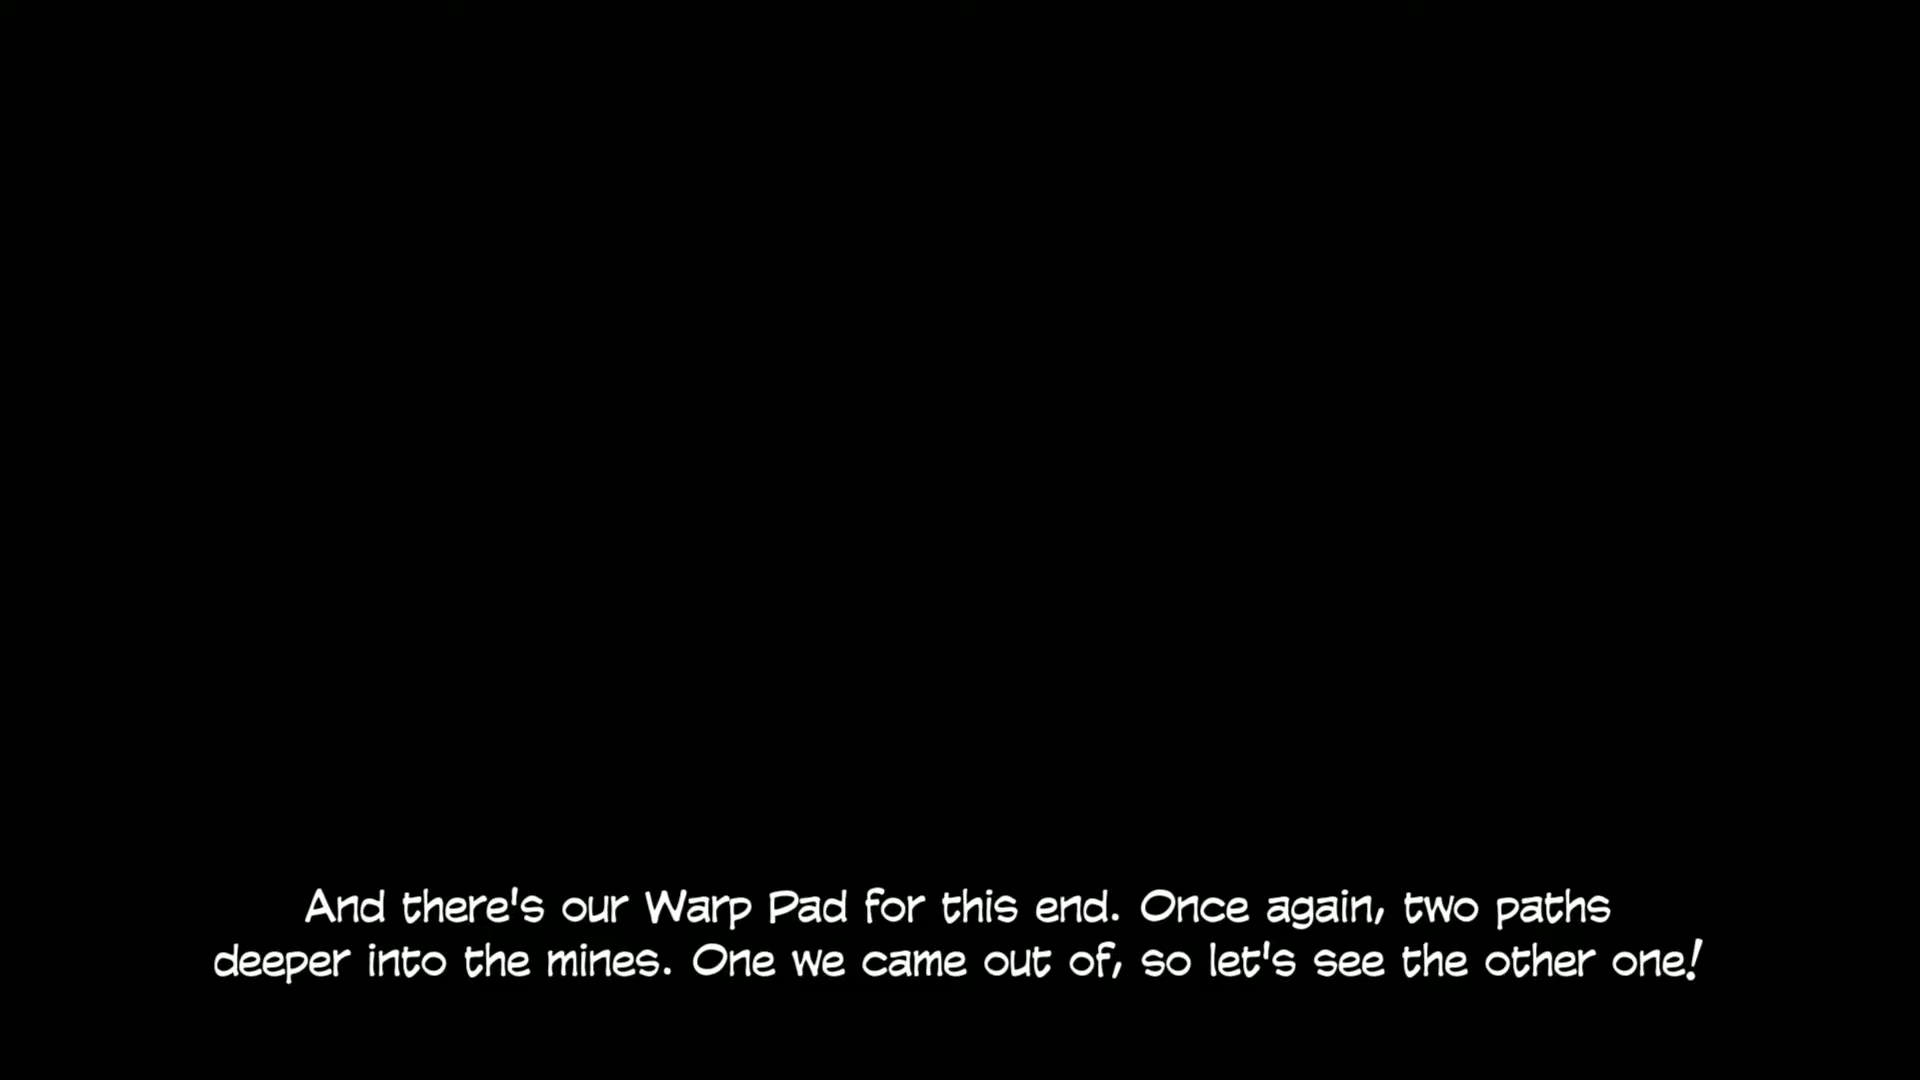 And there's our Warp Pad for this end. Once again, two paths
deeper into the mines. One we came out of, so let's see the other one!